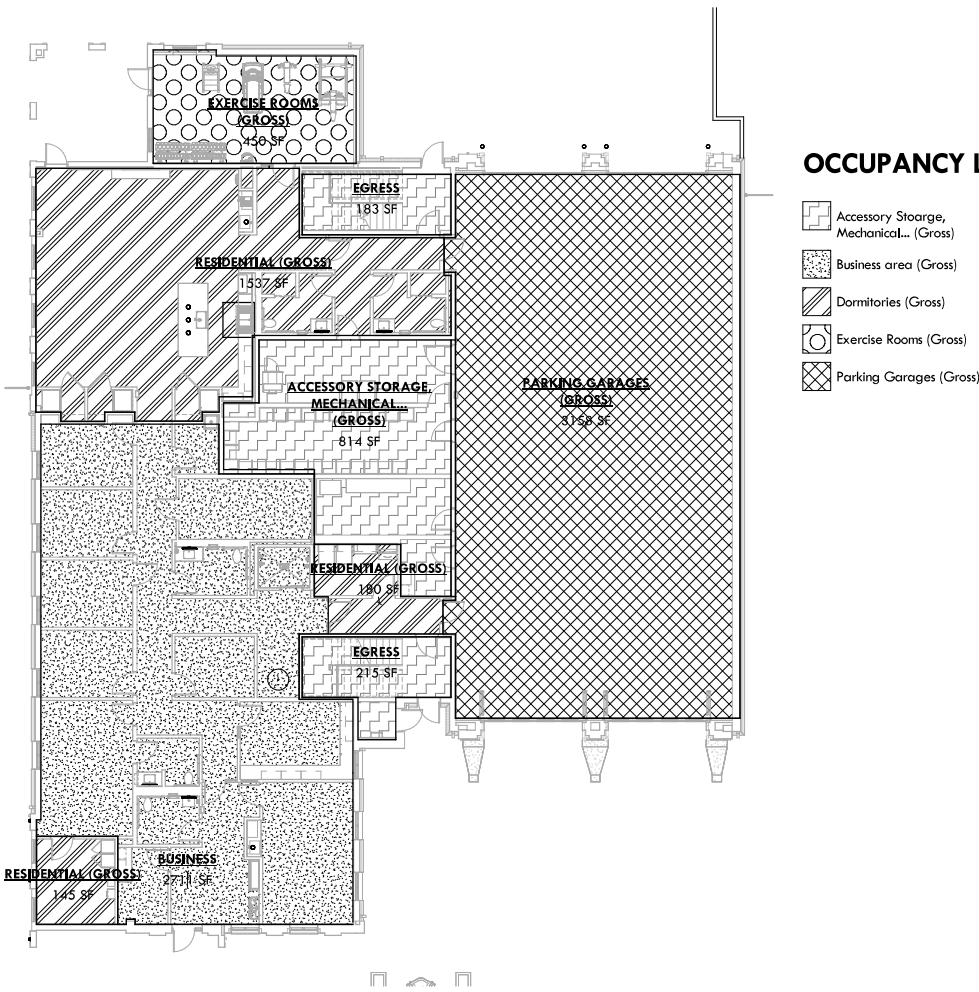 EXERCISE ROOMS
(GROSS)
450 SF
OCCUPANCY L
EGRESS
183 SF
Accessory Stoarge,
Mechanical... (Gross)
Business area (Gross)
RESIDENTIAL (GROSS)
1537 SF
Dormitories (Gross)
Exercise Rooms (Gross)
Parking Garages (Gross)
ACCESSORY STORAGE,
MECHANICAL...
(GROSS)
814 SF
PARKING GARAGES
(GROSS)
3158 SF
RESIDENTIAL (GROSS)
180 SF
EGRESS
215 SF
BUSINESS
2711 SF
RESIDENTIAL (GROSS)
145 SF